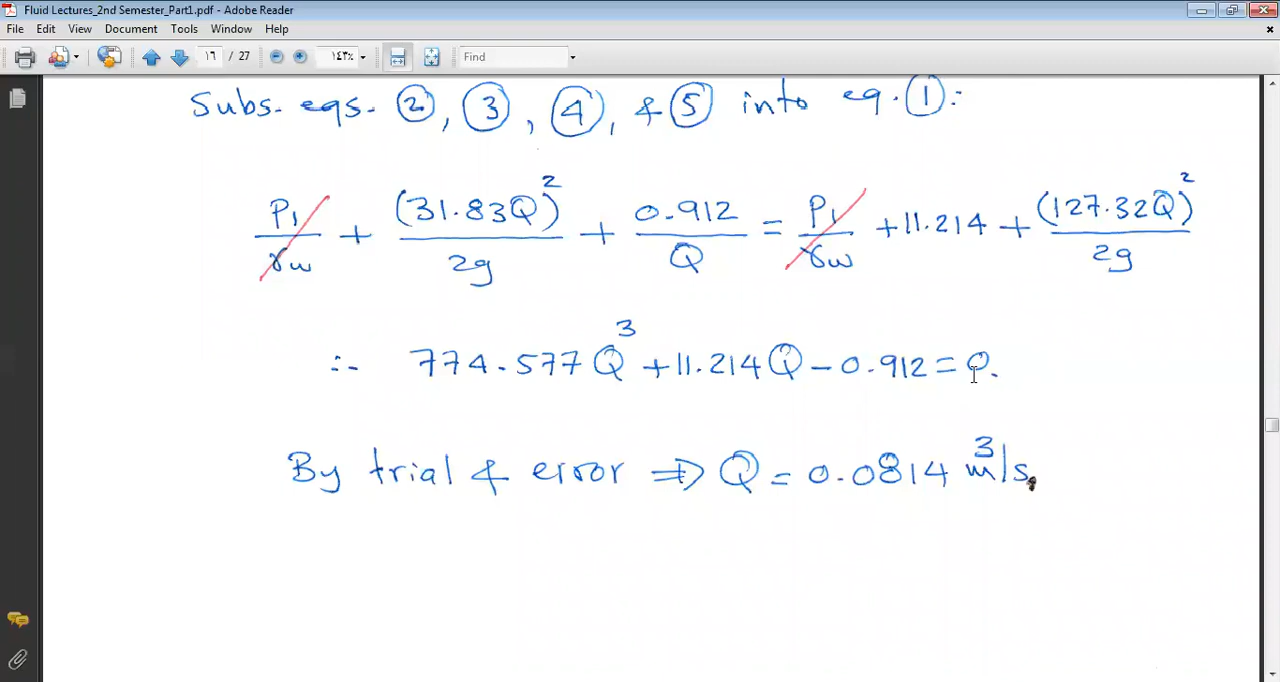 Fluid Lectures_2nd Semester_Part1.pdf - Adobe Reader
File Edit View Document Tools Window Help
١٦ / 27 ١٤٣% Find
Subs. eqs. ②, ③, ④, & ⑤ into eq. ①:
P1/γw + (31.83Q)²/2g + 0.912/Q = P1/γw + 11.214 + (127.32Q)²/2g
∴ 774.577Q³ + 11.214Q - 0.912 = 0.
By trial & error ⇒ Q = 0.0814 m³/s.